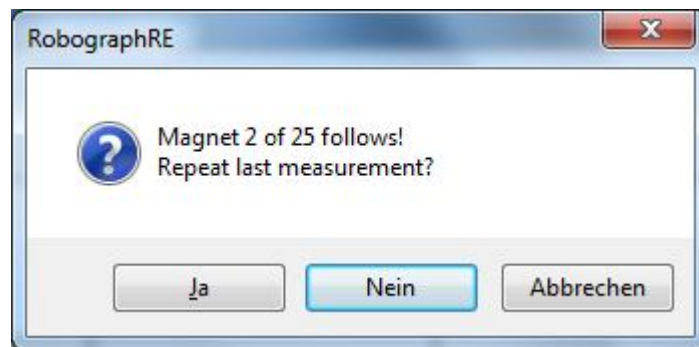 RobographRE
Magnet 2 of 25 follows!
Repeat last measurement?
Ja
Nein
Abbrechen